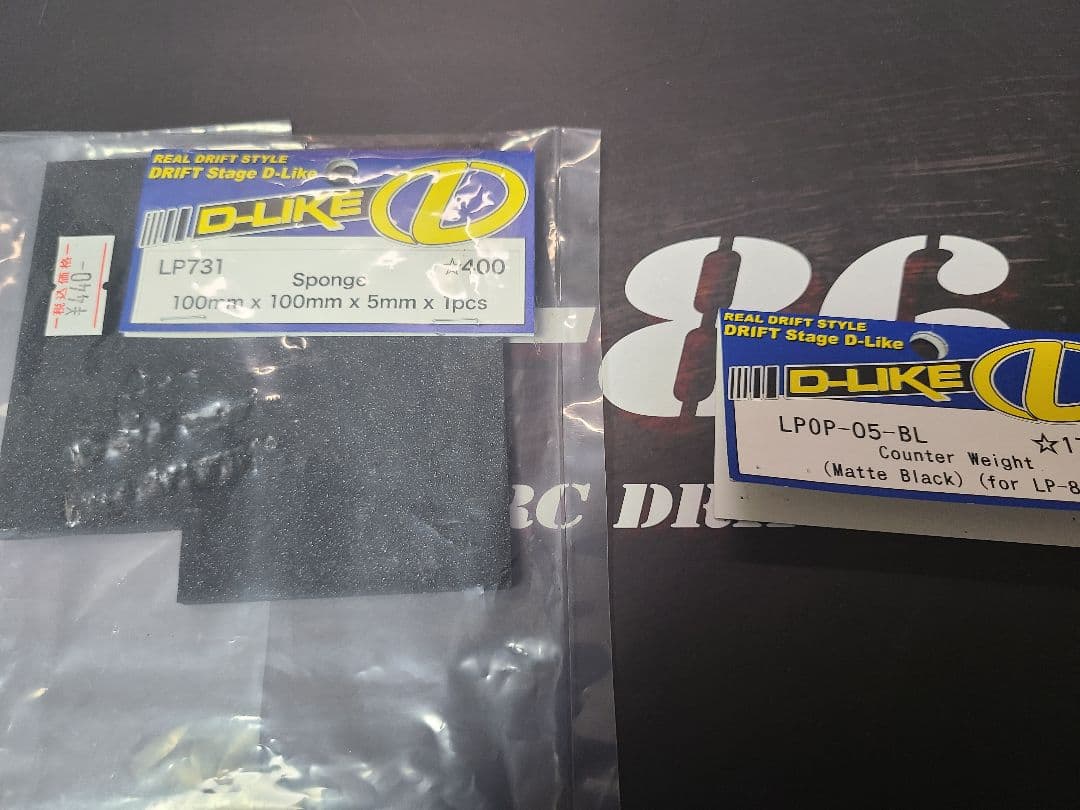 REAL DRIFT STYLE
DRIFT Stage D-Like
D-LIKE
LP731
☆400
Sponge
100mm x 100mm x 5mm x 1pcs
税込価格
¥440-
86
RC
REAL DRIFT STYLE
DRIFT Stage D-Like
D-LIKE
LPOP-05-BL
☆1
Counter Weight
(Matte Black) (for LP-8